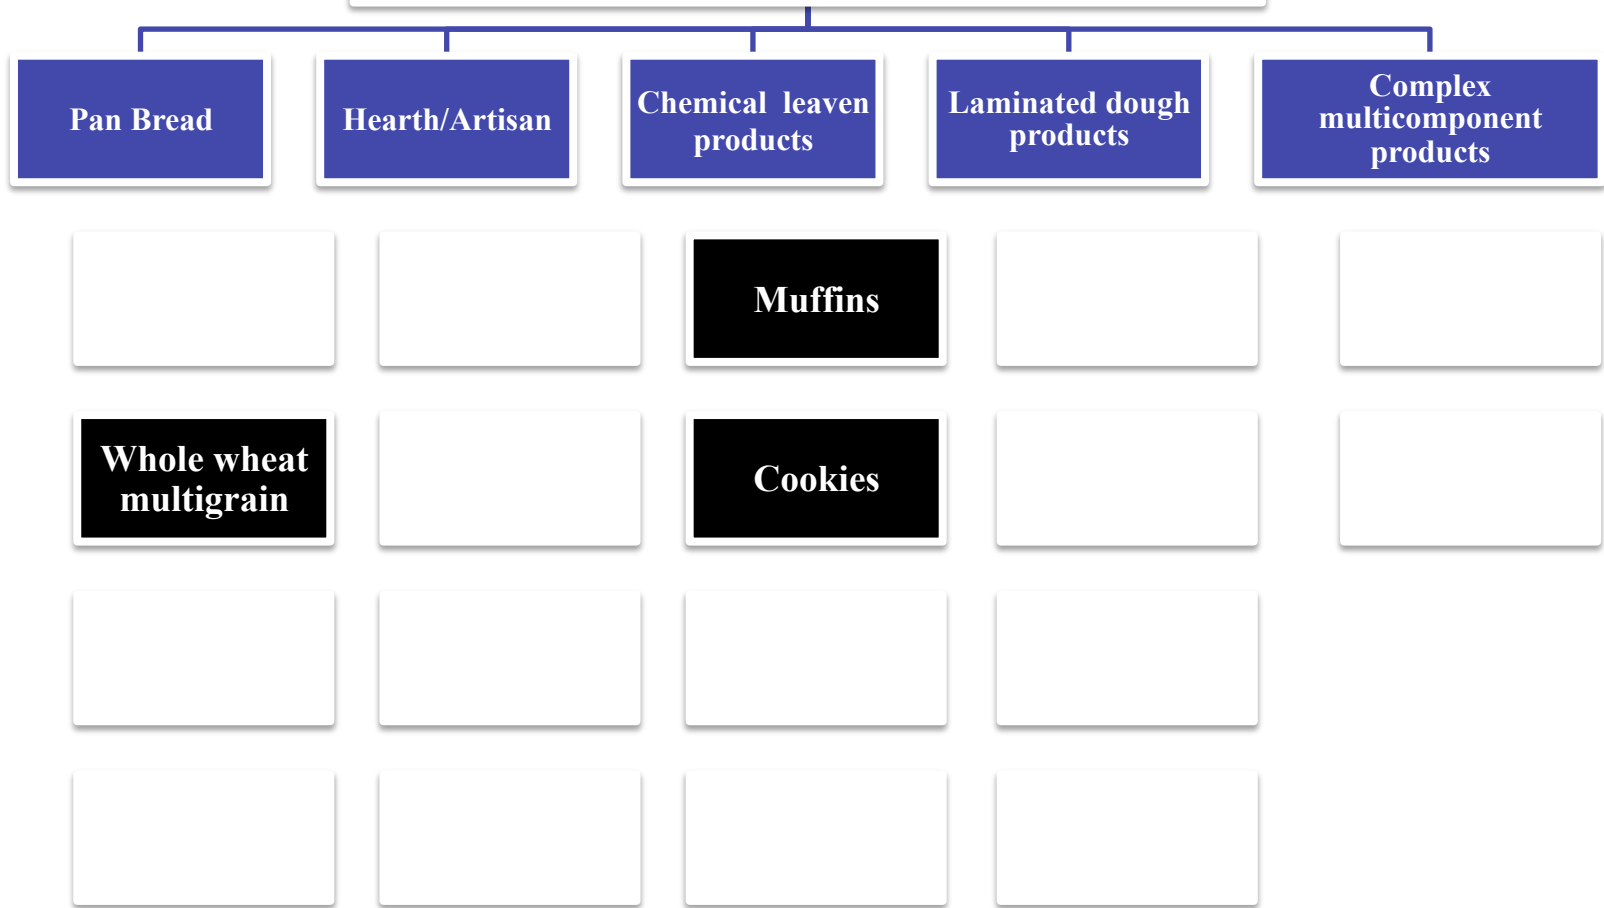 Pan Bread
Hearth/Artisan
Chemical leaven
products
Laminated dough
products
Complex
multicomponent
products
Muffins
Whole wheat
multigrain
Cookies